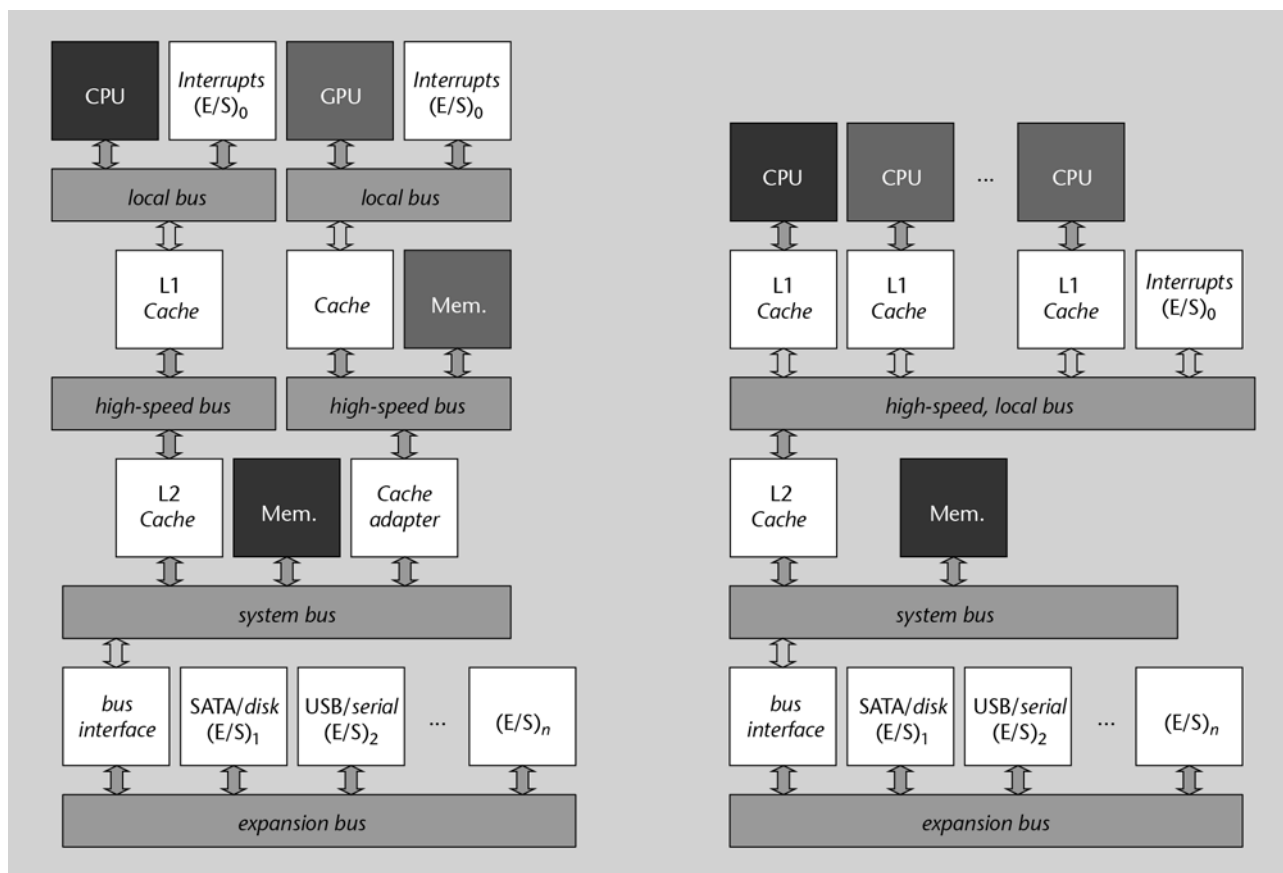 CPU
Interrupts
(E/S)0
GPU
Interrupts
(E/S)0
local bus
local bus
L1
Cache
Cache
Mem.
high-speed bus
high-speed bus
L2
Cache
Mem.
Cache
adapter
system bus
bus
interface
SATA/disk
(E/S)1
USB/serial
(E/S)2
...
(E/S)n
expansion bus
CPU
CPU
...
CPU
L1
Cache
L1
Cache
L1
Cache
Interrupts
(E/S)0
high-speed, local bus
L2
Cache
Mem.
system bus
bus
interface
SATA/disk
(E/S)1
USB/serial
(E/S)2
...
(E/S)n
expansion bus